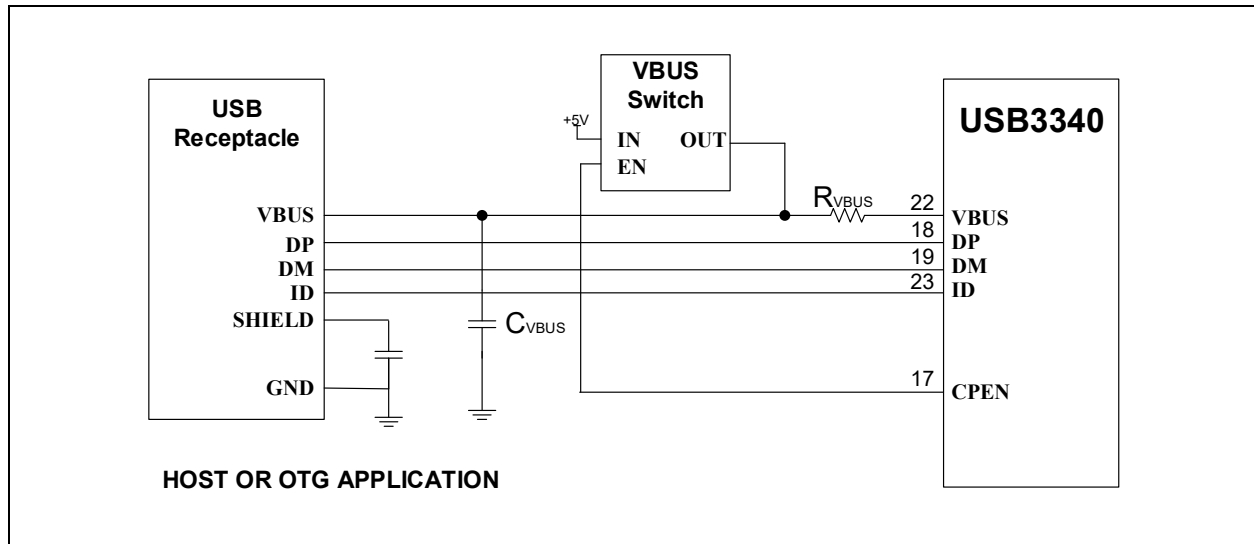 VBUS
Switch
+5V
IN OUT
EN
USB
Receptacle
VBUS
DP
DM
ID
SHIELD
GND
CVBUS
RVBUS
USB3340
22 VBUS
18 DP
19 DM
23 ID
17 CPEN
HOST OR OTG APPLICATION